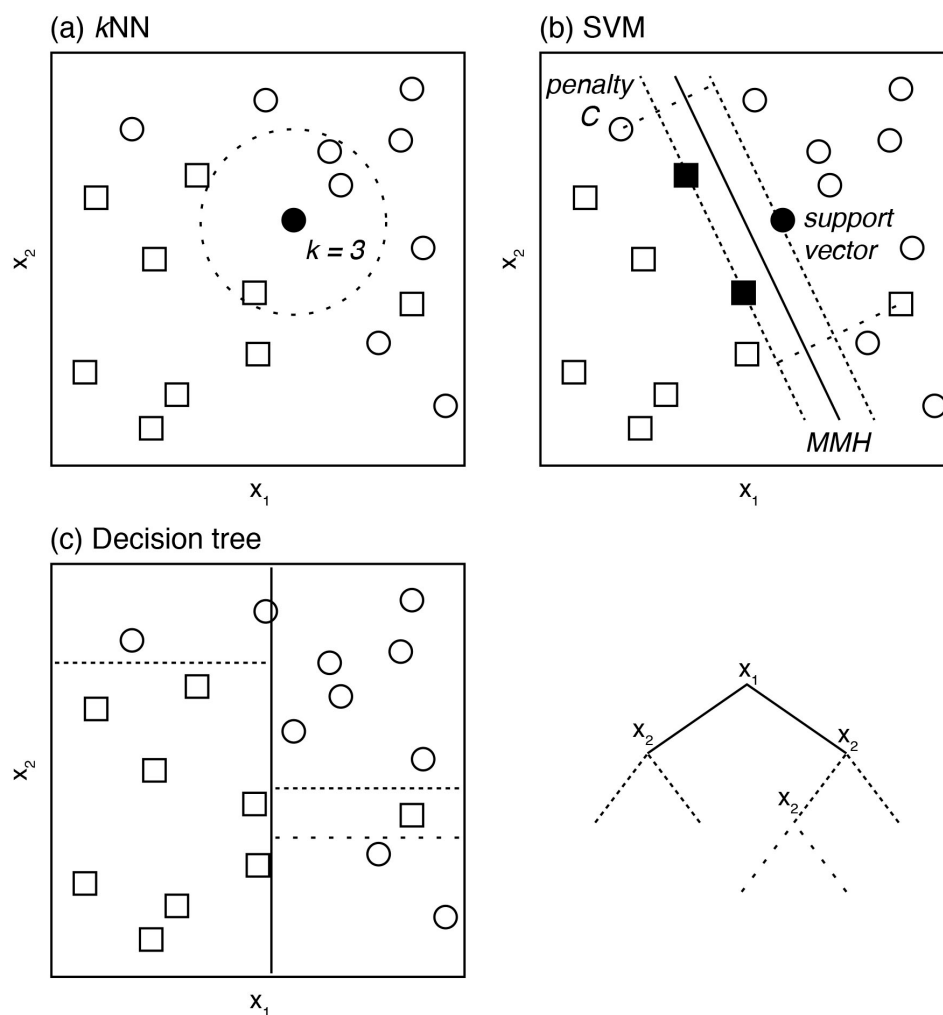 (a) kNN
(b) SVM
penalty
C
k = 3
support
vector
MMH
x₂
x₂
x₁
x₁
(c) Decision tree
x₁
x₂
x₂
x₂
x₂
x₁